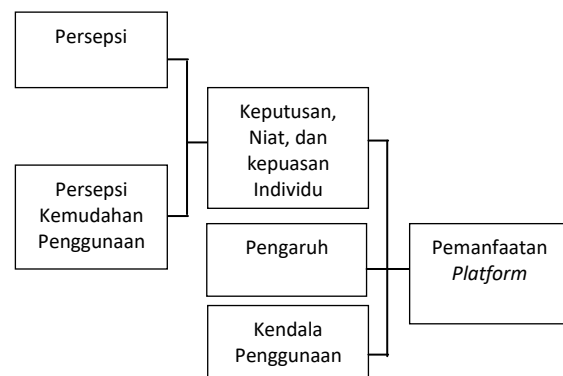 Persepsi
Persepsi
Kemudahan
Penggunaan
Keputusan,
Niat, dan
kepuasan
Individu
Pengaruh
Kendala
Penggunaan
Pemanfaatan
Platform